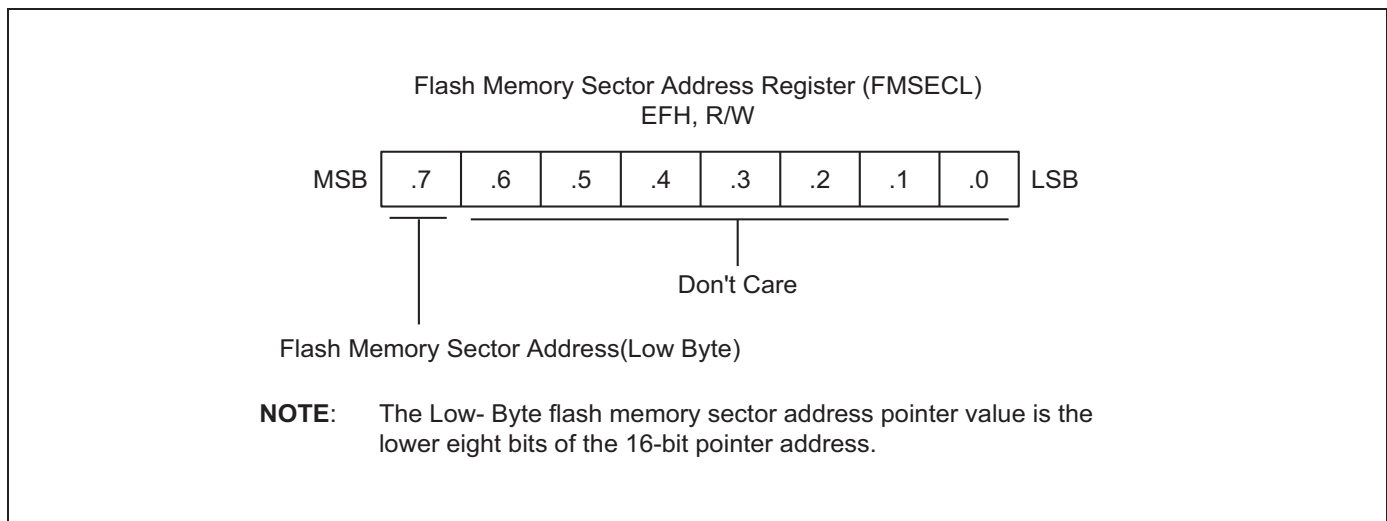 Flash Memory Sector Address Register (FMSECL)
EFH, R/W
MSB .7 .6 .5 .4 .3 .2 .1 .0 LSB
Don't Care
Flash Memory Sector Address(Low Byte)
NOTE: The Low- Byte flash memory sector address pointer value is the
lower eight bits of the 16-bit pointer address.